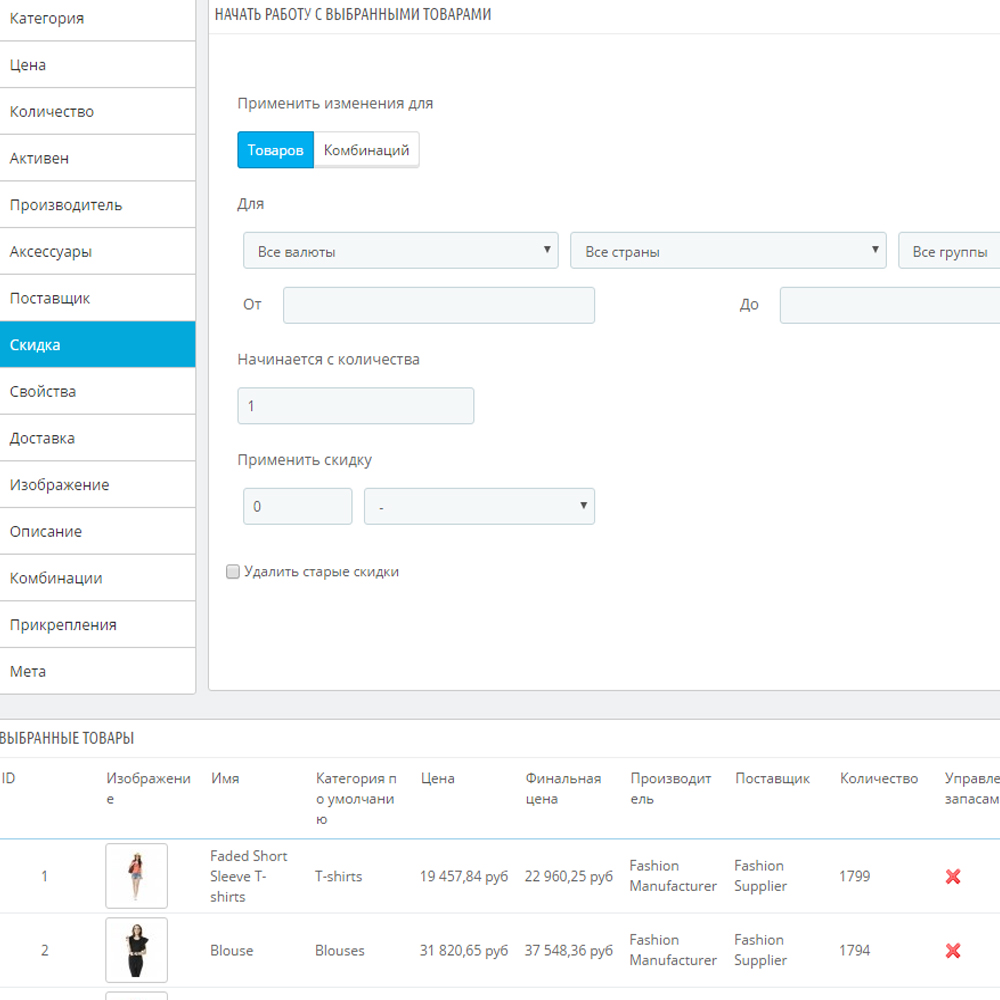 Категория
Цена
Количество
Активен
Производитель
Аксессуары
Поставщик
Скидка
Свойства
Доставка
Изображение
Описание
Комбинации
Прикрепления
Мета
НАЧАТЬ РАБОТУ С ВЫБРАННЫМИ ТОВАРАМИ
Применить изменения для
Товаров Комбинаций
Для
Все валюты Все страны Все группы
От До
Начинается с количества
1
Применить скидку
0 -
Удалить старые скидки
ВЫБРАННЫЕ ТОВАРЫ
ID Изображени Имя Категория п Цена Финальная Производит Поставщик Количество Управле
е о умолчани цена ель запасам
ю
Faded Short
1 Sleeve T- T-shirts 19 457,84 руб 22 960,25 руб Fashion Fashion 1799
shirts Manufacturer Supplier
2 Blouse Blouses 31 820,65 руб 37 548,36 руб Fashion Fashion 1794
Manufacturer Supplier